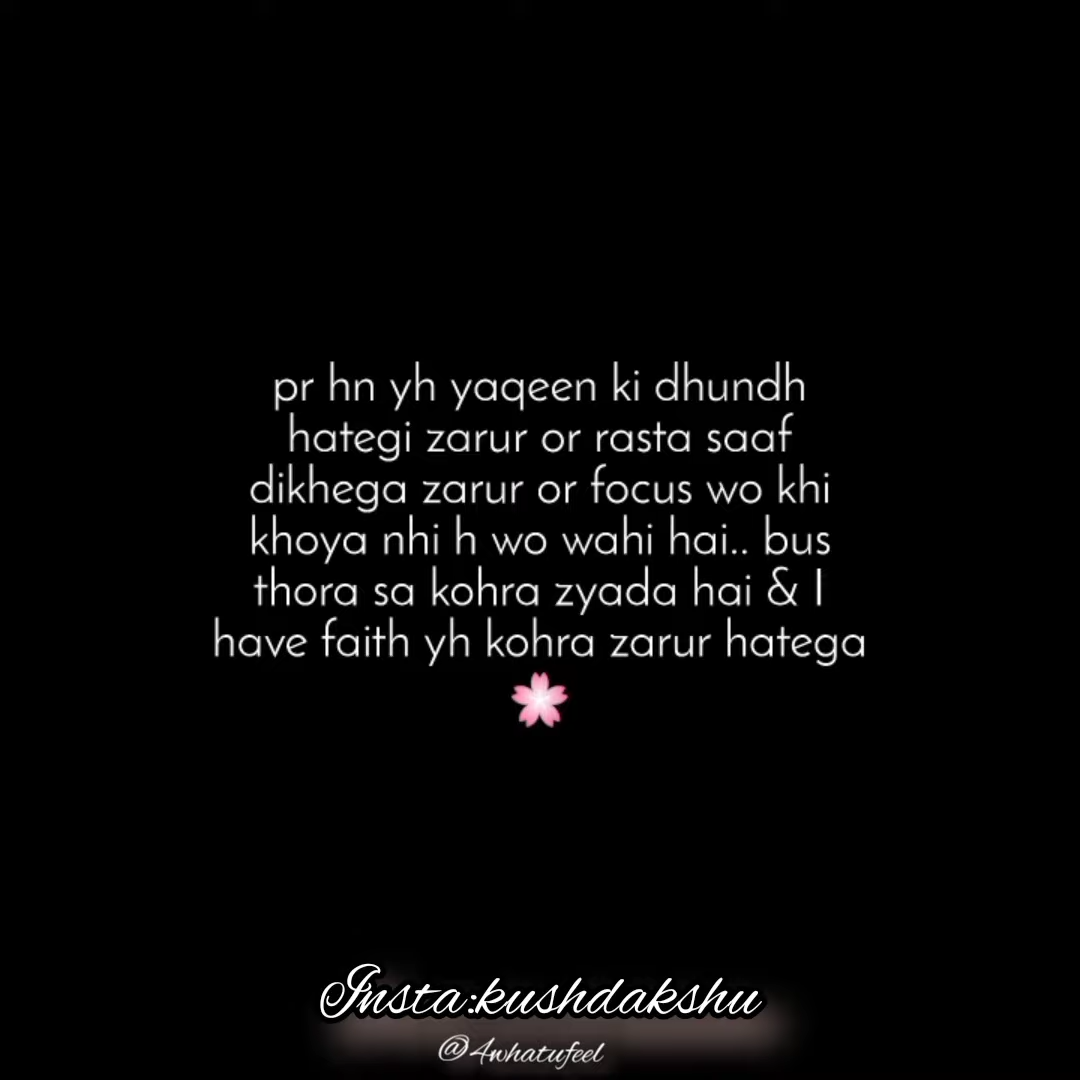 pr hn yh yaqeen ki dhundh
hategi zarur or rasta saaf
dikhega zarur or focus wo khi
khoya nhi h wo wahi hai.. bus
thora sa kohra zyada hai & I
have faith yh kohra zarur hatega
🌸
Insta:kushdakshu
@4whatufeel